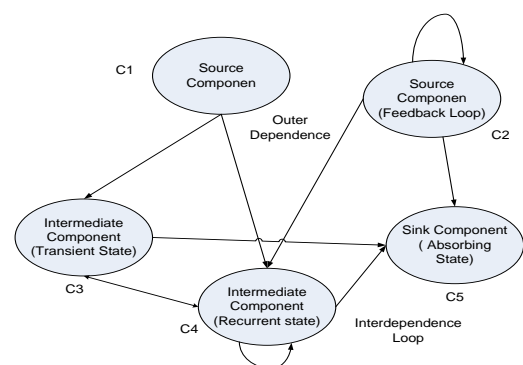 C1
Source
Componen
Source
Componen
(Feedback Loop)
C2
Outer
Dependence
Intermediate
Component
(Transient State)
C3
Sink Component
( Absorbing
State)
C5
Intermediate
Component
(Recurrent state)
C4
Interdependence
Loop